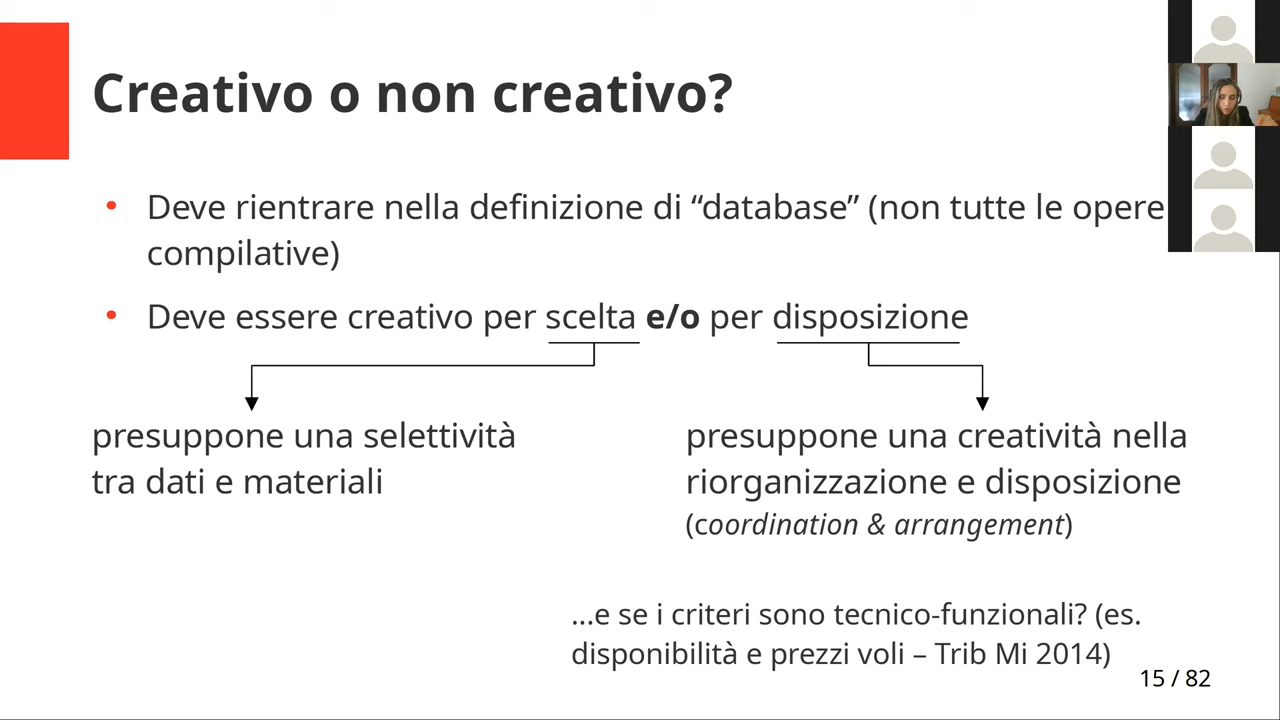 Creativo o non creativo?
• Deve rientrare nella definizione di “database” (non tutte le opere
compilative)
• Deve essere creativo per scelta e/o per disposizione
presuppone una selettività
tra dati e materiali
presuppone una creatività nella
riorganizzazione e disposizione
(coordination & arrangement)
...e se i criteri sono tecnico-funzionali? (es.
disponibilità e prezzi voli – Trib Mi 2014)
15 / 82